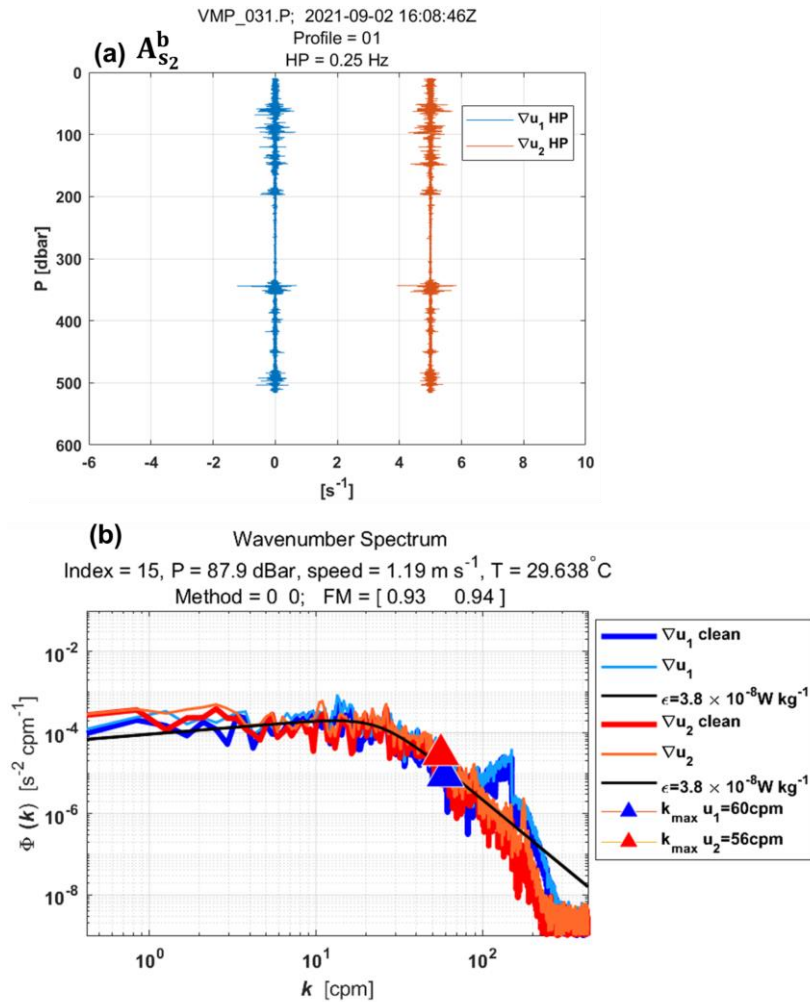 VMP_031.P; 2021-09-02 16:08:46Z
Profile = 01
(a) A_{s_2}^b
HP = 0.25 Hz
∇u₁ HP
∇u₂ HP
0
100
200
300
400
500
600
P [dbar]
-6 -4 -2 0 2 4 6 8 10
[s⁻¹]
(b)
Wavenumber Spectrum
Index = 15, P = 87.9 dBar, speed = 1.19 m s⁻¹, T = 29.638°C
Method = 0 0; FM = [ 0.93 0.94 ]
10⁻²
10⁻⁴
10⁻⁶
10⁻⁸
Φ (k) [s⁻² cpm⁻¹]
10⁰ 10¹ 10²
k [cpm]
∇u₁ clean
∇u₁
ϵ=3.8 × 10⁻⁸W kg⁻¹
∇u₂ clean
∇u₂
ϵ=3.8 × 10⁻⁸W kg⁻¹
k_max u₁=60cpm
k_max u₂=56cpm